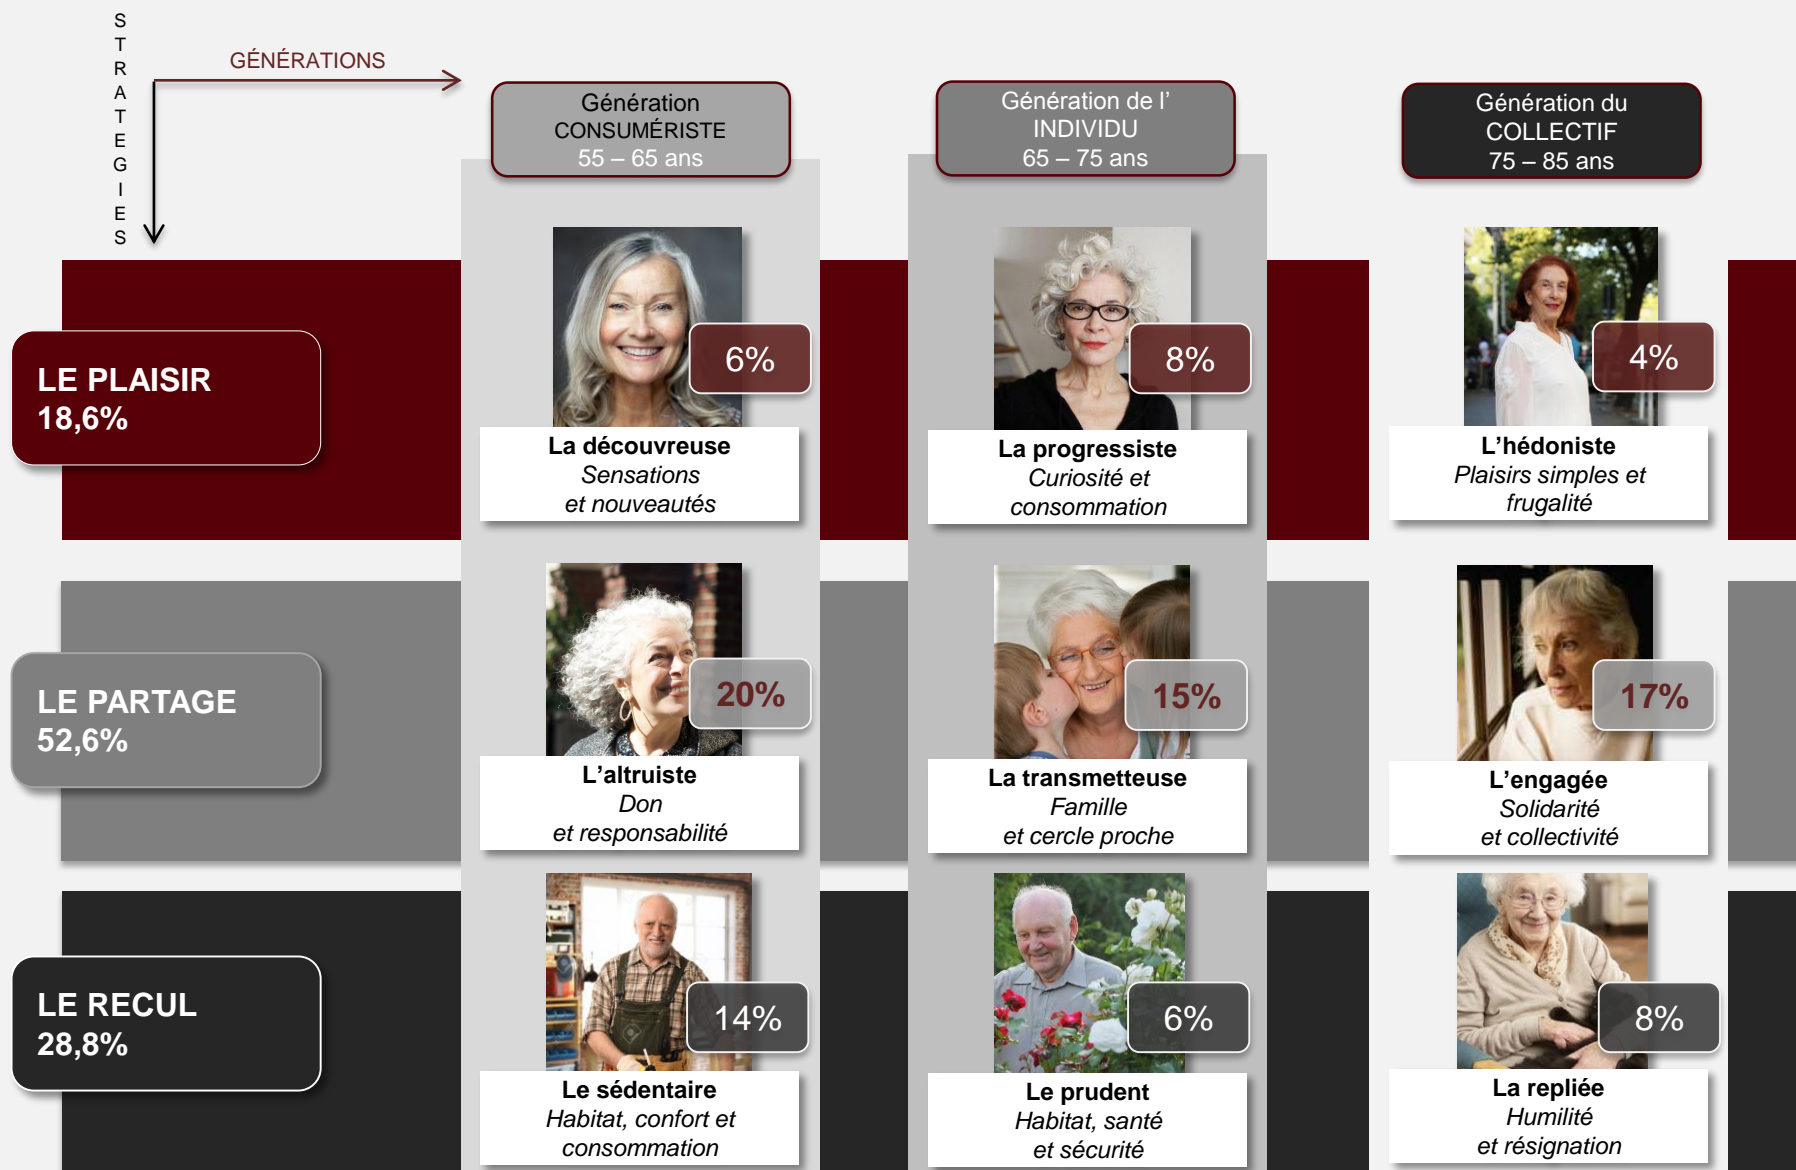 STRATEGIES
GÉNÉRATIONS
Génération
CONSUMÉRISTE
55 – 65 ans
Génération de l’
INDIVIDU
65 – 75 ans
Génération du
COLLECTIF
75 – 85 ans
LE PLAISIR
18,6%
6%
La découvreuse
Sensations
et nouveautés
8%
La progressiste
Curiosité et
consommation
4%
L’hédoniste
Plaisirs simples et
frugalité
LE PARTAGE
52,6%
20%
L’altruiste
Don
et responsabilité
15%
La transmetteuse
Famille
et cercle proche
17%
L’engagée
Solidarité
et collectivité
LE RECUL
28,8%
14%
Le sédentaire
Habitat, confort et
consommation
6%
Le prudent
Habitat, santé
et sécurité
8%
La repliée
Humilité
et résignation